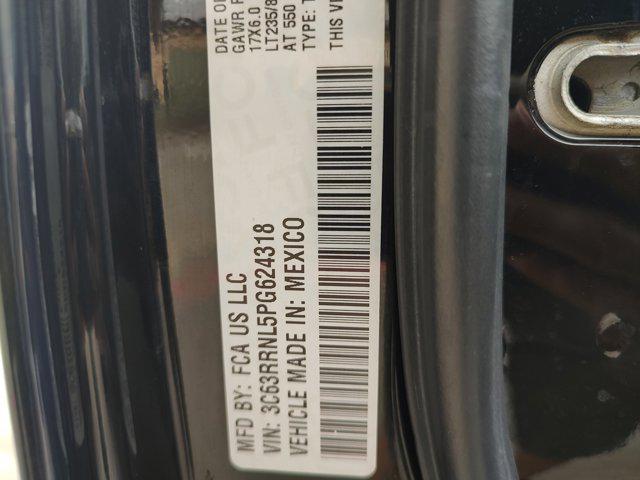 DATE OF
GAWR F
17X6.0
LT235/8
AT 550
TYPE: T
THIS VE
MFD BY: FCA US LLC
VIN: 3C63RRNL5PG624318
VEHICLE MADE IN: MEXICO